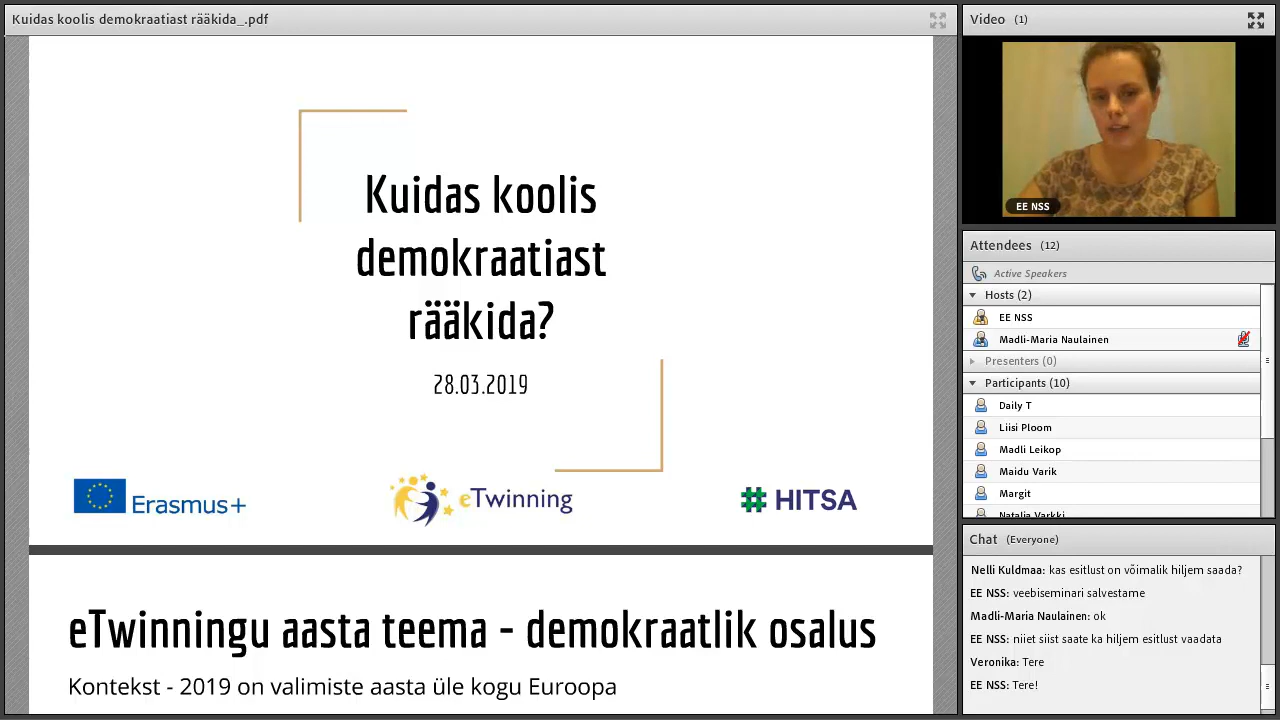 Kuidas koolis demokraatiast rääkida_.pdf
Kuidas koolis
demokraatiast
rääkida?
28.03.2019
Erasmus+
eTwinning
HITSA
eTwinningu aasta teema - demokraatlik osalus
Kontekst - 2019 on valimiste aasta üle kogu Euroopa
Video (1)
EE NSS
Attendees (12)
Active Speakers
Hosts (2)
EE NSS
Madli-Maria Naulainen
Presenters (0)
Participants (10)
Daily T
Liisi Ploom
Madli Leikop
Maidu Varik
Margit
Natalja Varkki
Chat (Everyone)
Nelli Kuldmaa: kas esitlust on võimalik hiljem saada?
EE NSS: veebiseminari salvestame
Madli-Maria Naulainen: ok
EE NSS: niiet siist saate ka hiljem esitlust vaadata
Veronika: Tere
EE NSS: Tere!